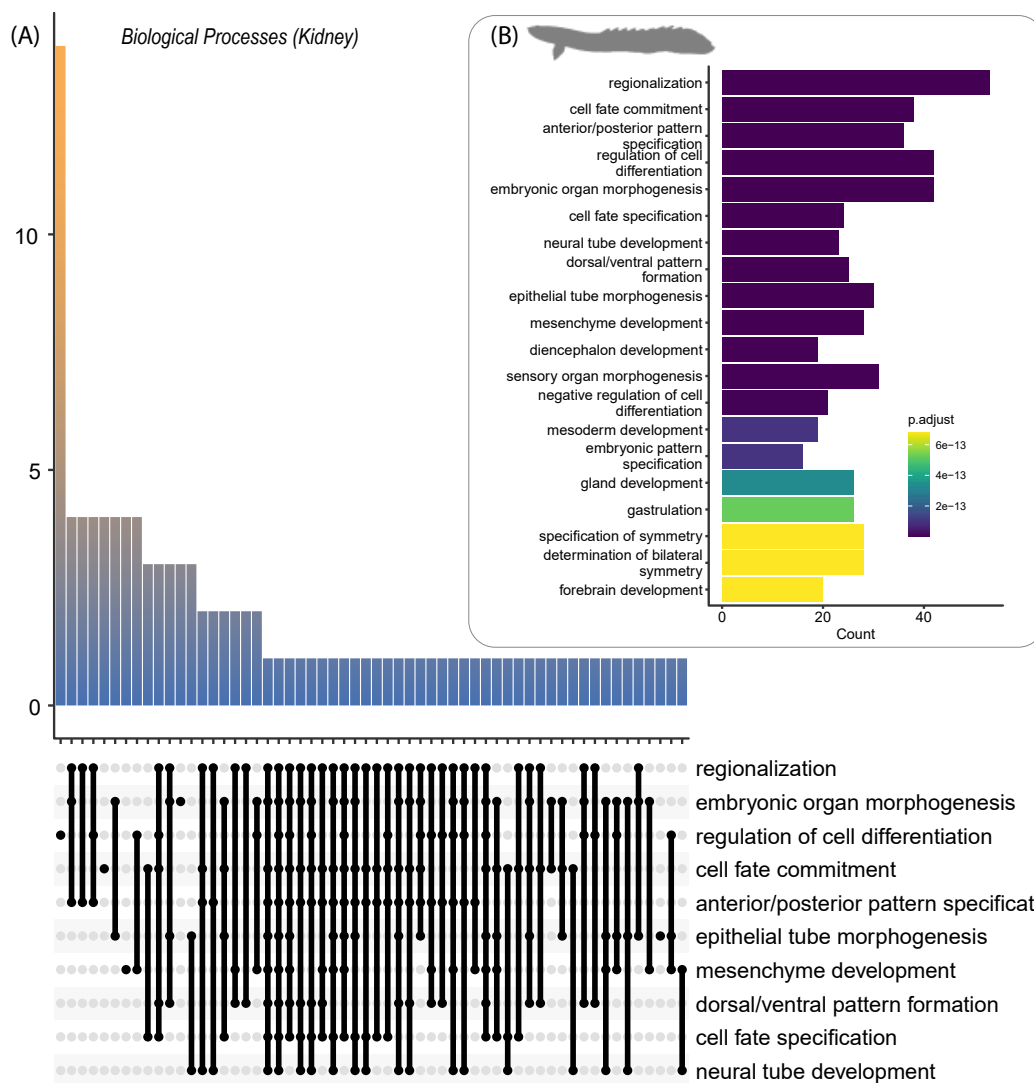 (A)
Biological Processes (Kidney)
10
5
0
(B)
regionalization
cell fate commitment
anterior/posterior pattern
specification
regulation of cell
differentiation
embryonic organ morphogenesis
cell fate specification
neural tube development
dorsal/ventral pattern
formation
epithelial tube morphogenesis
mesenchyme development
diencephalon development
sensory organ morphogenesis
negative regulation of cell
differentiation
mesoderm development
embryonic pattern
specification
gland development
gastrulation
specification of symmetry
determination of bilateral
symmetry
forebrain development
p.adjust
6e−13
4e−13
2e−13
0
20
40
Count
regionalization
embryonic organ morphogenesis
regulation of cell differentiation
cell fate commitment
anterior/posterior pattern specificat
epithelial tube morphogenesis
mesenchyme development
dorsal/ventral pattern formation
cell fate specification
neural tube development